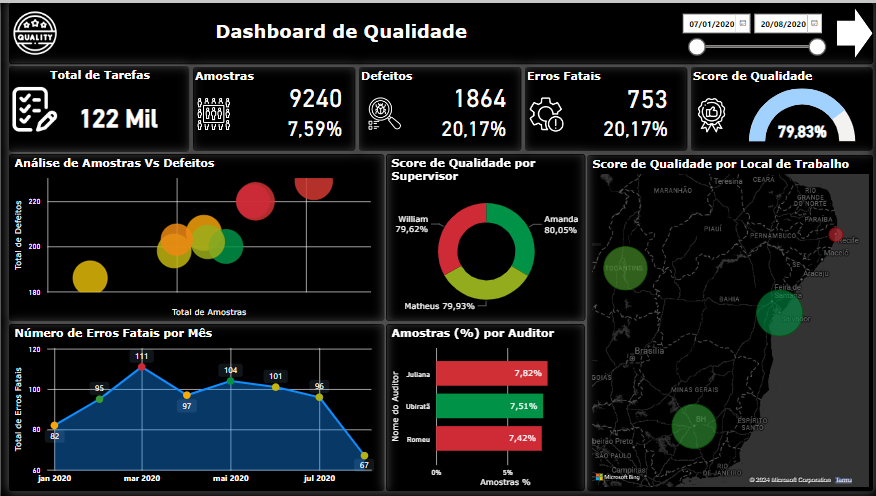 QUALITY
Dashboard de Qualidade
07/01/2020
20/08/2020
Total de Tarefas
122 Mil
Amostras
9240
7,59%
Defeitos
1864
20,17%
Erros Fatais
753
20,17%
Score de Qualidade
79,83%
Análise de Amostras Vs Defeitos
Total de Defeitos
220
200
180
Total de Amostras
Score de Qualidade por
Supervisor
William
79,62%
Amanda
80,05%
Matheus 79,93%
Score de Qualidade por Local de Trabalho
MARANHÃO
Teresina
CEARÁ
RIO
GRANDE
DO NORTE
PARAÍBA
PIAUÍ
PERNAMBUCO
Recife
Maceió
AL
SE
Aracaju
TOCANTINS
BAHIA
Feira de
Santana
Salvador
Brasília
GOIÁS
MINAS GERAIS
BH
ESPÍRITO
SANTO
Ribeirão Preto
SÃO PAULO
Campinas
RIO
DE JANEIRO
Microsoft Bing
© 2024 Microsoft Corporation Terms
Número de Erros Fatais por Mês
Total de Erros Fatais
120
100
80
60
82
95
111
97
104
101
96
67
jan 2020
mar 2020
mai 2020
jul 2020
Amostras (%) por Auditor
Nome do Auditor
Juliana
7,82%
Ubiratã
7,51%
Romeu
7,42%
0%
5%
Amostras %